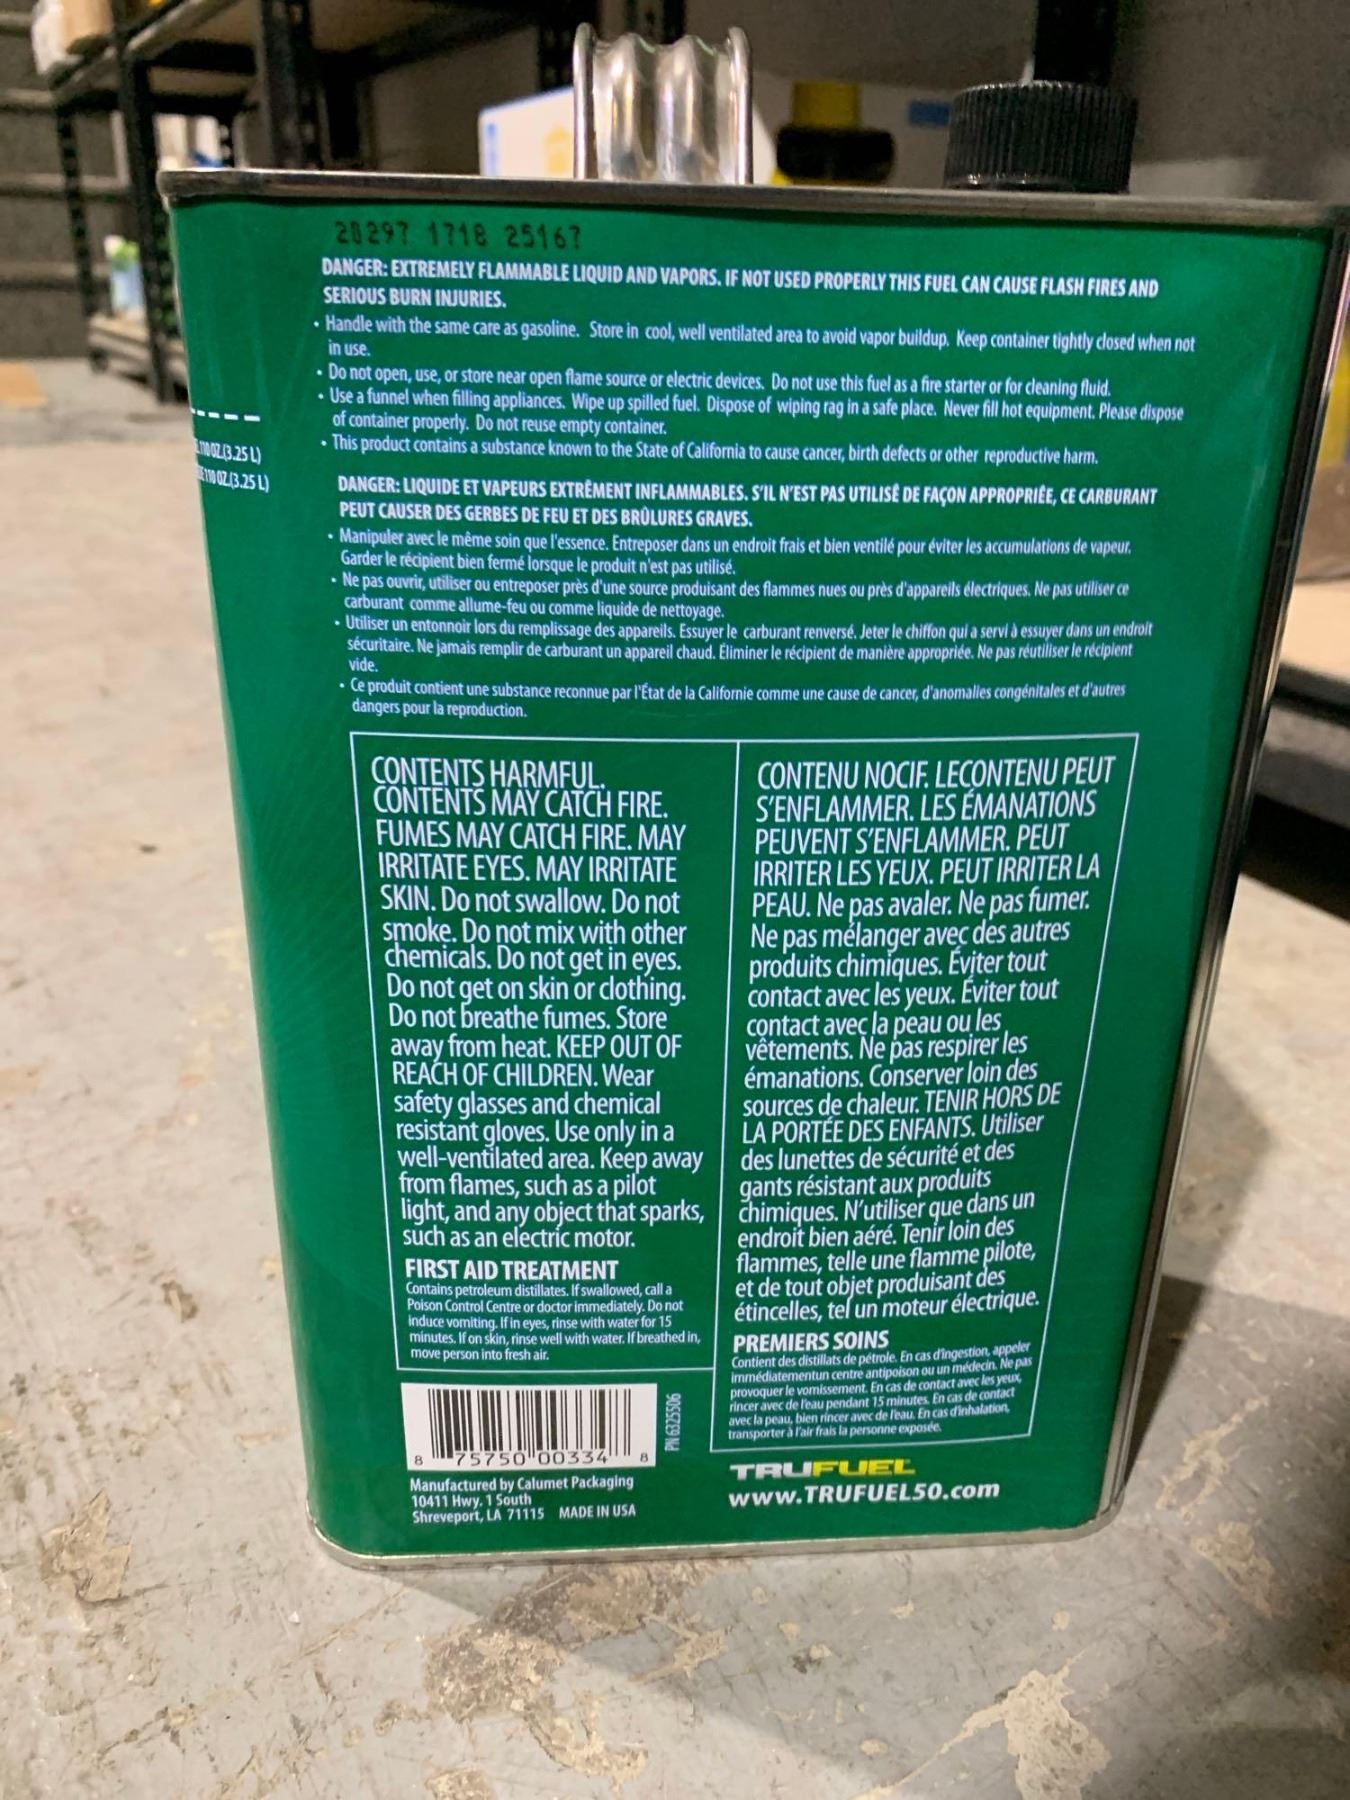 20297 1718 25167
DANGER: EXTREMELY FLAMMABLE LIQUID AND VAPORS. IF NOT USED PROPERLY THIS FUEL CAN CAUSE FLASH FIRES AND
SERIOUS BURN INJURIES.
• Handle with the same care as gasoline. Store in cool, well ventilated area to avoid vapor buildup. Keep container tightly closed when not
in use.
• Do not open, use, or store near open flame source or electric devices. Do not use this fuel as a fire starter or for cleaning fluid.
• Use a funnel when filling appliances. Wipe up spilled fuel. Dispose of wiping rag in a safe place. Never fill hot equipment. Please dispose
of container properly. Do not reuse empty container.
• This product contains a substance known to the State of California to cause cancer, birth defects or other reproductive harm.
110 OZ.(3.25 L)
110 OZ.(3.25 L)
DANGER: LIQUIDE ET VAPEURS EXTRÊMENT INFLAMMABLES. S'IL N'EST PAS UTILISÊ DE FAÇON APPROPRIÊE, CE CARBURANT
PEUT CAUSER DES GERBES DE FEU ET DES BRÛLURES GRAVES.
• Manipuler avec le même soin que l'essence. Entreposer dans un endroit frais et bien ventilé pour éviter les accumulations de vapeur.
Garder le récipient bien fermé lorsque le produit n'est pas utilisé.
• Ne pas ouvrir, utiliser ou entreposer près d'une source produisant des flammes nues ou près d'appareils électriques. Ne pas utiliser ce
carburant comme allume-feu ou comme liquide de nettoyage.
• Utiliser un entonnoir lors du remplissage des appareils. Essuyer le carburant renversé. Jeter le chiffon qui a servi à essuyer dans un endroit
sécuritaire. Ne jamais remplir de carburant un appareil chaud. Éliminer le récipient de manière appropriée. Ne pas réutiliser le récipient
vide.
• Ce produit contient une substance reconnue par l'État de la Californie comme une cause de cancer, d'anomalies congénitales et d'autres
dangers pour la reproduction.
CONTENTS HARMFUL.
CONTENTS MAY CATCH FIRE.
FUMES MAY CATCH FIRE. MAY
IRRITATE EYES. MAY IRRITATE
SKIN. Do not swallow. Do not
smoke. Do not mix with other
chemicals. Do not get in eyes.
Do not get on skin or clothing.
Do not breathe fumes. Store
away from heat. KEEP OUT OF
REACH OF CHILDREN. Wear
safety glasses and chemical
resistant gloves. Use only in a
well-ventilated area. Keep away
from flames, such as a pilot
light, and any object that sparks,
such as an electric motor.
FIRST AID TREATMENT
Contains petroleum distillates. If swallowed, call a
Poison Control Centre or doctor immediately. Do not
induce vomiting. If in eyes, rinse with water for 15
minutes. If on skin, rinse well with water. If breathed in,
move person into fresh air.
CONTENU NOCIF. LECONTENU PEUT
S'ENFLAMMER. LES ÉMANATIONS
PEUVENT S'ENFLAMMER. PEUT
IRRITER LES YEUX. PEUT IRRITER LA
PEAU. Ne pas avaler. Ne pas fumer.
Ne pas mélanger avec des autres
produits chimiques. Éviter tout
contact avec les yeux. Éviter tout
contact avec la peau ou les
vêtements. Ne pas respirer les
émanations. Conserver loin des
sources de chaleur. TENIR HORS DE
LA PORTÉE DES ENFANTS. Utiliser
des lunettes de sécurité et des
gants résistant aux produits
chimiques. N'utiliser que dans un
endroit bien aéré. Tenir loin des
flammes, telle une flamme pilote,
et de tout objet produisant des
étincelles, tel un moteur électrique.
PREMIERS SOINS
Contient des distillats de pétrole. En cas d'ingestion, appeler
immédiatementun centre antipoison ou un médecin. Ne pas
provoquer le vomissement. En cas de contact avec les yeux,
rincer avec de l'eau pendant 15 minutes. En cas de contact
avec la peau, bien rincer avec de l'eau. En cas d'inhalation,
transporter à l'air frais la personne exposée.
8 75750 00334 8
PN 6325506
Manufactured by Calumet Packaging
10411 Hwy. 1 South
Shreveport, LA 71115 MADE IN USA
TRUFUEL
www.TRUFUEL50.com